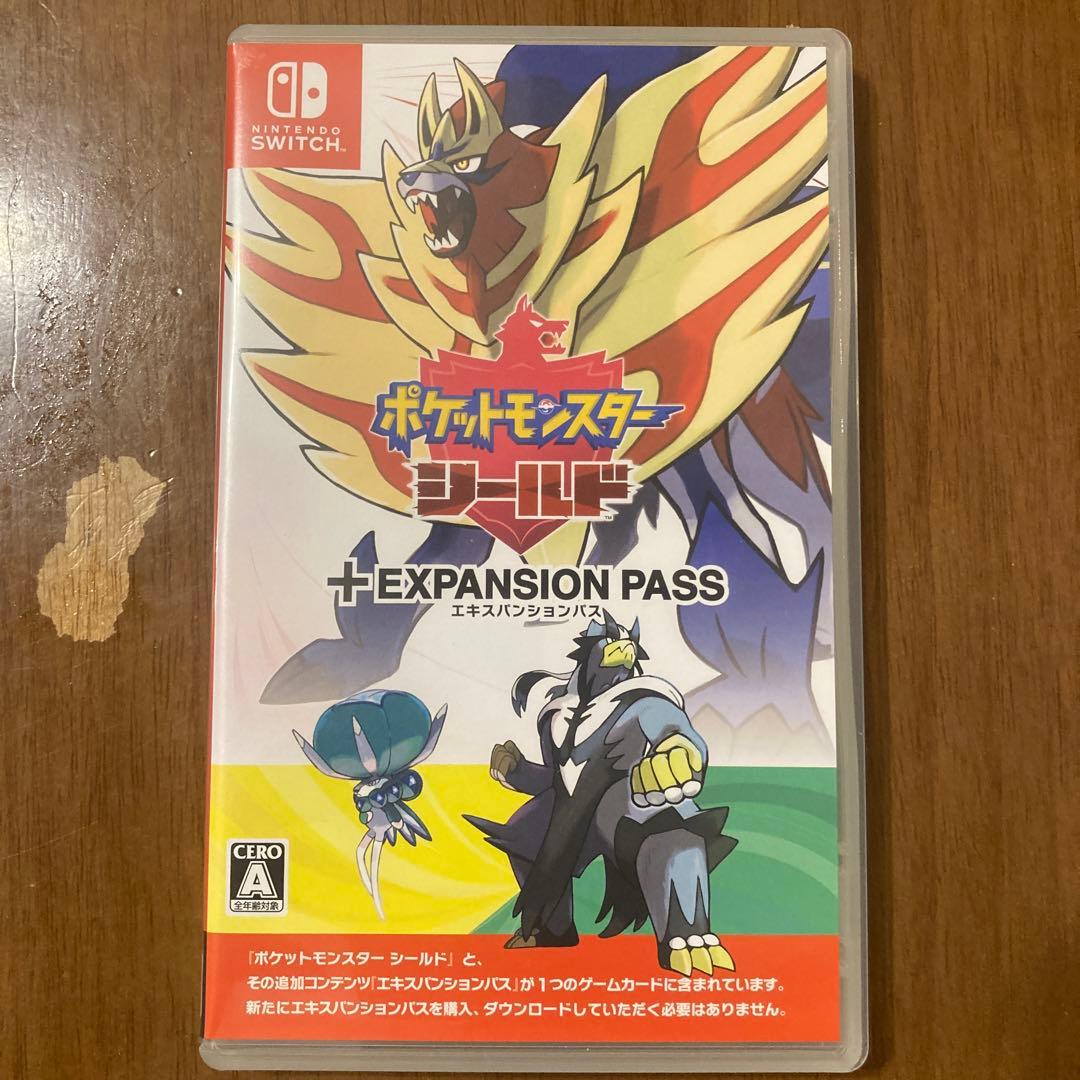 NINTENDO
SWITCH™
ポケットモンスター
シールド™
+EXPANSION PASS
エキスパンションパス
CERO
A
全年齢対象
『ポケットモンスター シールド』と、
その追加コンテンツ『エキスパンションパス』が1つのゲームカードに含まれています。
新たにエキスパンションパスを購入、ダウンロードしていただく必要はありません。